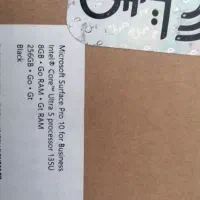 Microsoft Surface Pro 10 for Business
Intel® Core™ Ultra 5 processor 135U
8GB • Go RAM • Gt RAM
256GB • Go • Gt
Black